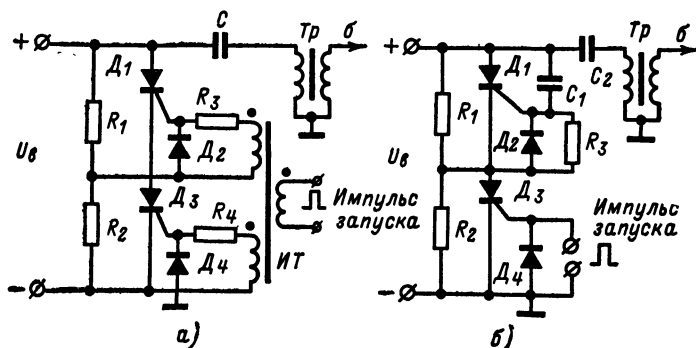 C
Тр
б
+
Д1
R1
R3
Д2
Uв
Д3
R4
R2
Д4
ИТ
Импульс
запуска
−
а)
Тр
б
+
Д1
C1
C2
R1
Д2
R3
Uв
Д3
Импульс
запуска
R2
Д4
−
б)